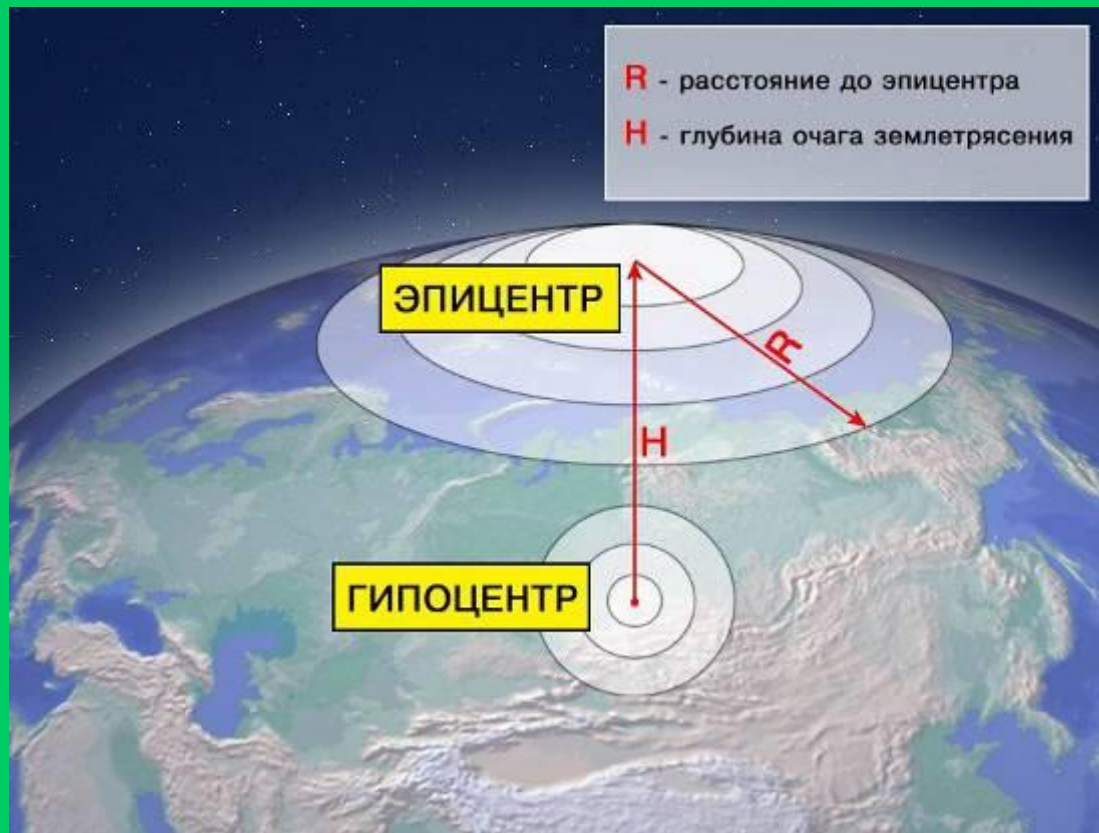 R - расстояние до эпицентра
H - глубина очага землетрясения
ЭПИЦЕНТР
R
H
ГИПОЦЕНТР